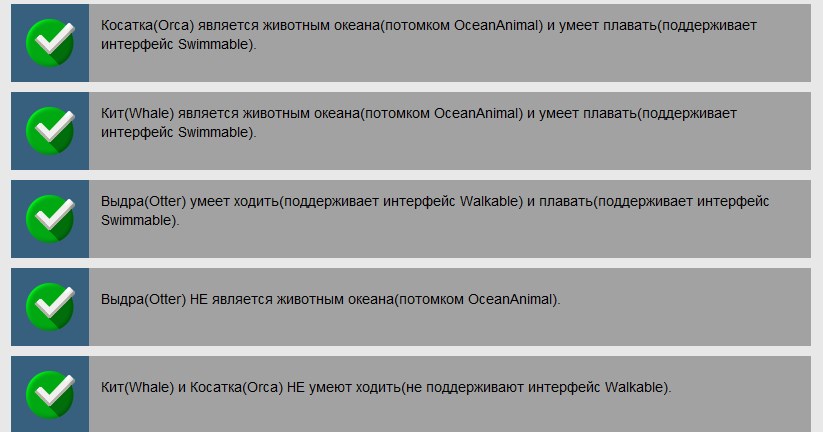 Косатка(Orca) является животным океана(потомком OceanAnimal) и умеет плавать(поддерживает
интерфейс Swimmable).
Кит(Whale) является животным океана(потомком OceanAnimal) и умеет плавать(поддерживает
интерфейс Swimmable).
Выдра(Otter) умеет ходить(поддерживает интерфейс Walkable) и плавать(поддерживает интерфейс
Swimmable).
Выдра(Otter) НЕ является животным океана(потомком OceanAnimal).
Кит(Whale) и Косатка(Orca) НЕ умеют ходить(не поддерживают интерфейс Walkable).